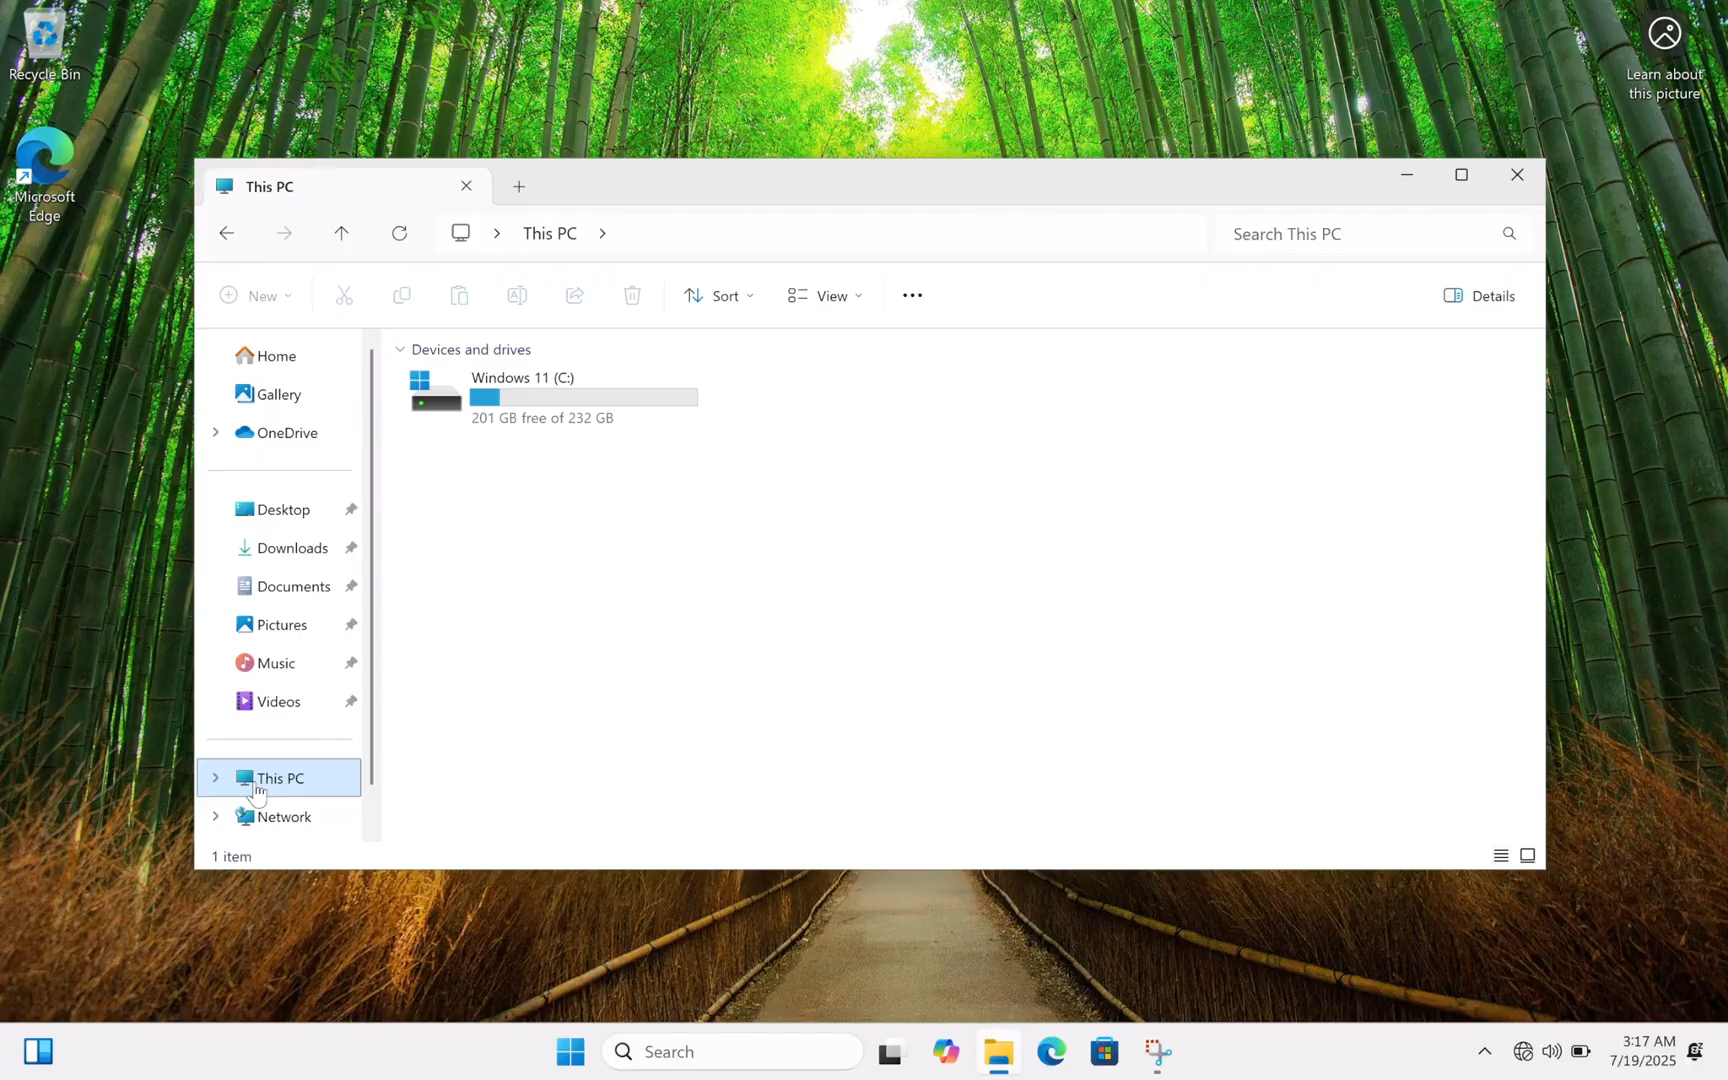 Recycle Bin
Microsoft
Edge
Learn about
this picture
This PC
This PC
Search This PC
New
Sort
View
Details
Home
Gallery
OneDrive
Desktop
Downloads
Documents
Pictures
Music
Videos
This PC
Network
Devices and drives
Windows 11 (C:)
201 GB free of 232 GB
1 item
Search
3:17 AM
7/19/2025